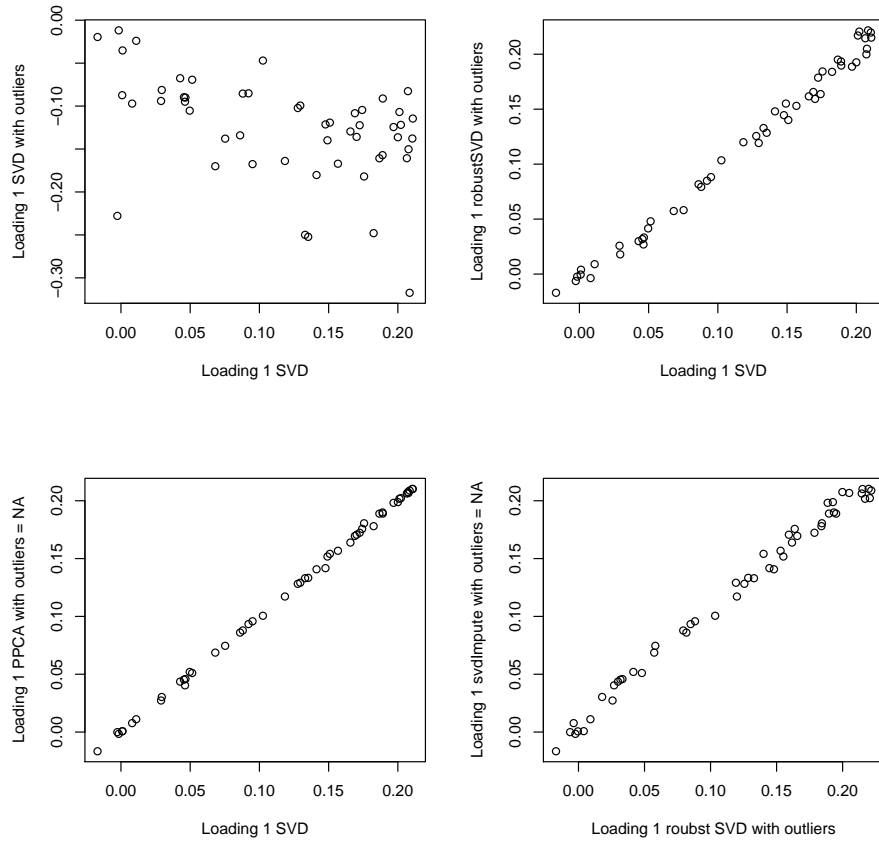 −0.30 −0.20 −0.10 −0.00
Loading 1 SVD with outliers
0.00 0.05 0.10 0.15 0.20
Loading 1 SVD
0.00 0.05 0.10 0.15 0.20
Loading 1 robustSVD with outliers
0.00 0.05 0.10 0.15 0.20
Loading 1 SVD
0.00 0.05 0.10 0.15 0.20
Loading 1 PPCA with outliers = NA
0.00 0.05 0.10 0.15 0.20
Loading 1 SVD
0.00 0.05 0.10 0.15 0.20
Loading 1 svdImpute with outliers = NA
0.00 0.05 0.10 0.15 0.20
Loading 1 roubst SVD with outliers